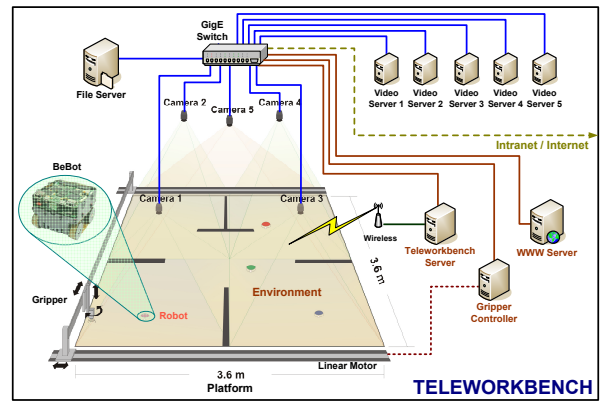 GigE
Switch
File Server
Camera 2
Camera 5
Camera 4
Video
Server 1
Video
Server 2
Video
Server 3
Video
Server 4
Video
Server 5
Intranet / Internet
BeBot
Camera 1
Camera 3
Wireless
Teleworkbench
Server
WWW Server
3.6 m
Gripper
Robot
Environment
Gripper
Controller
Linear Motor
3.6 m
Platform
TELEWORKBENCH